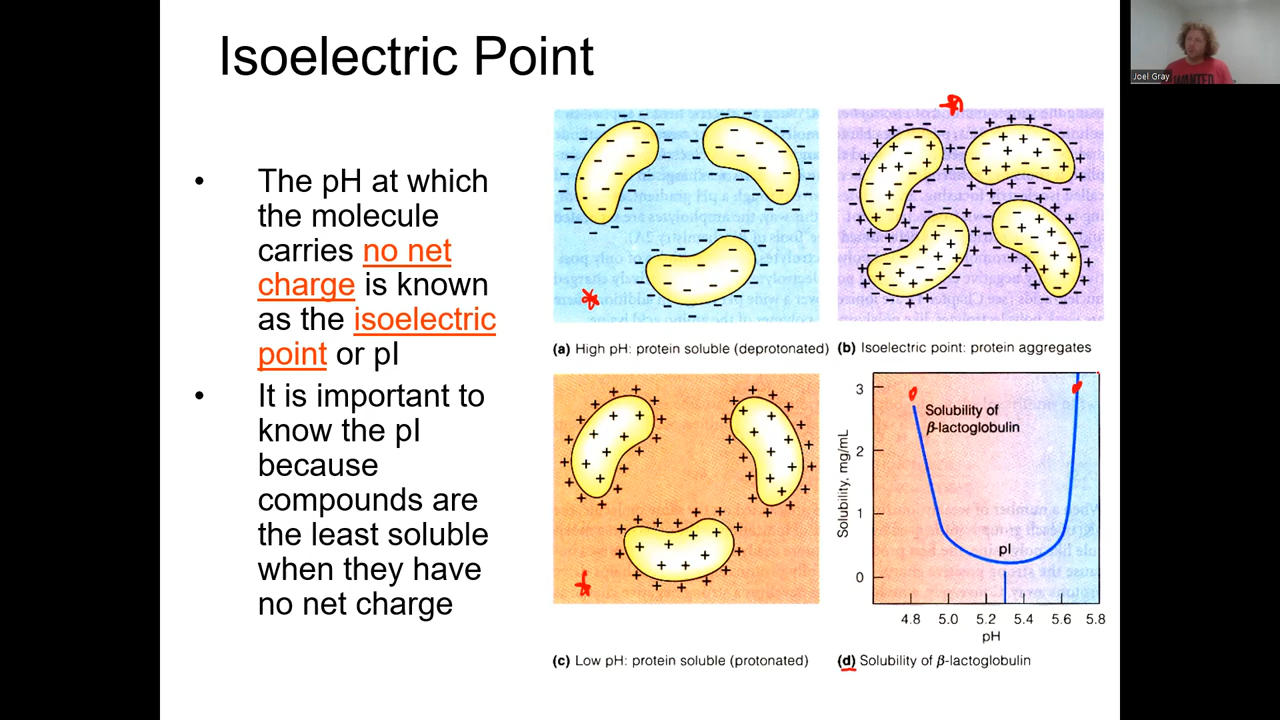 Isoelectric Point
• The pH at which
the molecule
carries no net
charge is known
as the isoelectric
point or pI
• It is important to
know the pI
because
compounds are
the least soluble
when they have
no net charge
(a) High pH: protein soluble (deprotonated)
(b) Isoelectric point: protein aggregates
(c) Low pH: protein soluble (protonated)
Solubility of
β-lactoglobulin
Solubility, mg/mL
3
2
1
0
pI
4.8 5.0 5.2 5.4 5.6 5.8
pH
(d) Solubility of β-lactoglobulin
Joel Gray
WANTED